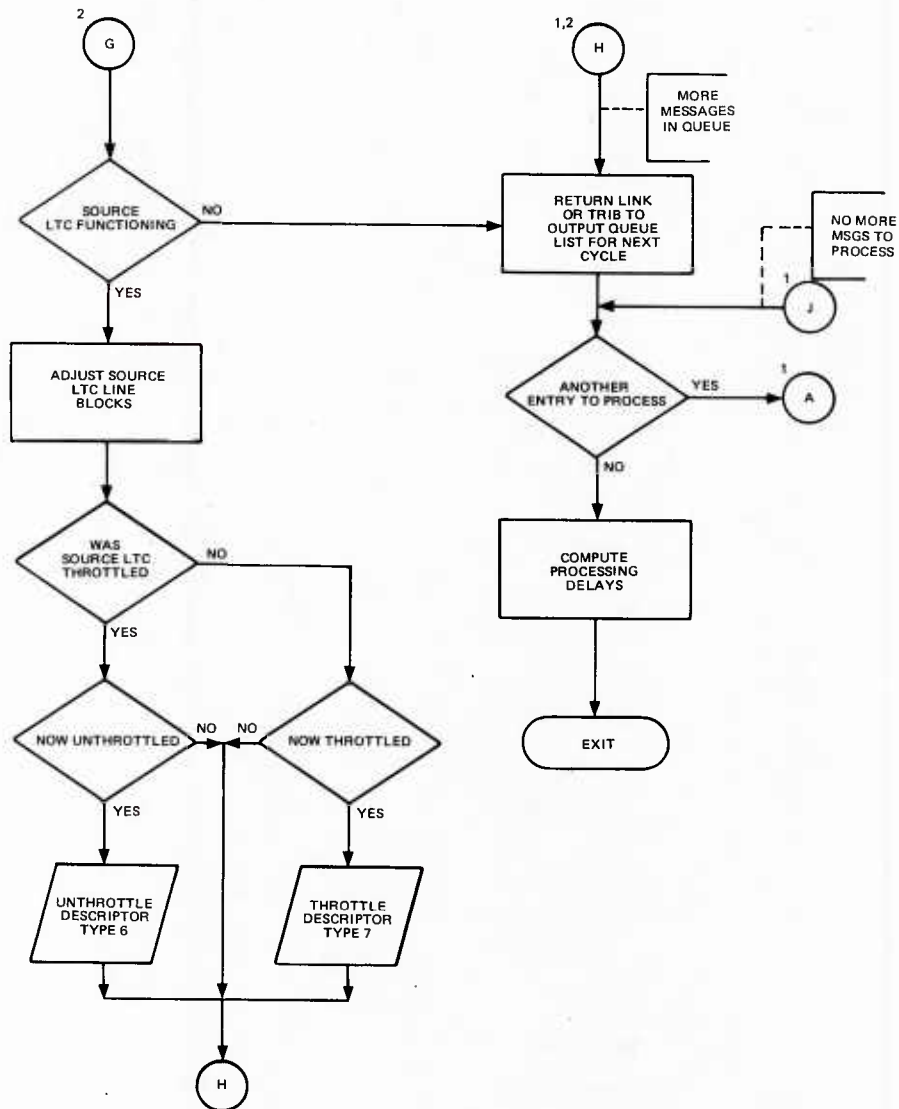 2
G
SOURCE
LTC FUNCTIONING
NO
YES
ADJUST SOURCE
LTC LINE
BLOCKS
WAS
SOURCE LTC
THROTTLED
NO
YES
NOW UNTHROTTLED
NO
NO
NOW THROTTLED
YES
YES
UNTHROTTLE
DESCRIPTOR
TYPE 6
THROTTLE
DESCRIPTOR
TYPE 7
H
1,2
H
MORE
MESSAGES
IN QUEUE
RETURN LINK
OR TRIB TO
OUTPUT QUEUE
LIST FOR NEXT
CYCLE
NO MORE
MSGS TO
PROCESS
1
J
ANOTHER
ENTRY TO PROCESS
YES
1
A
NO
COMPUTE
PROCESSING
DELAYS
EXIT